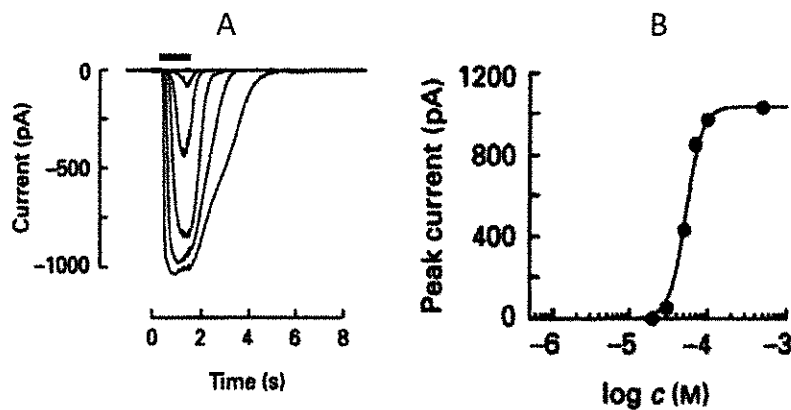 A
0
-500
-1000
Current (pA)
0 2 4 6 8
Time (s)
B
1200
800
400
0
Peak current (pA)
-6 -5 -4 -3
log c (M)